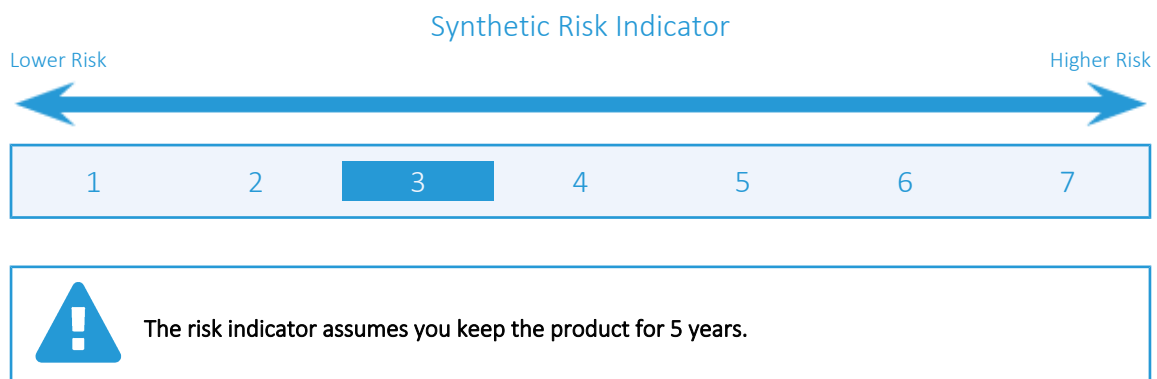 Synthetic Risk Indicator
Lower Risk Higher Risk
1 2 3 4 5 6 7
The risk indicator assumes you keep the product for 5 years.